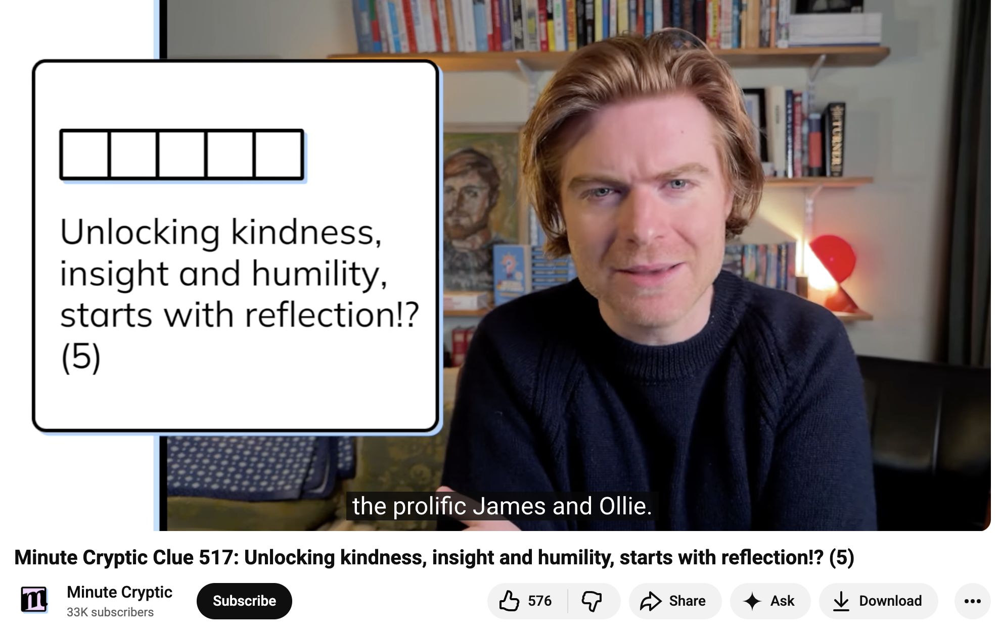 TURNER
Unlocking kindness,
insight and humility,
starts with reflection!?
(5)
the prolific James and Ollie.
Minute Cryptic Clue 517: Unlocking kindness, insight and humility, starts with reflection!? (5)
m
Minute Cryptic
33K subscribers
Subscribe
576
Share
Ask
Download